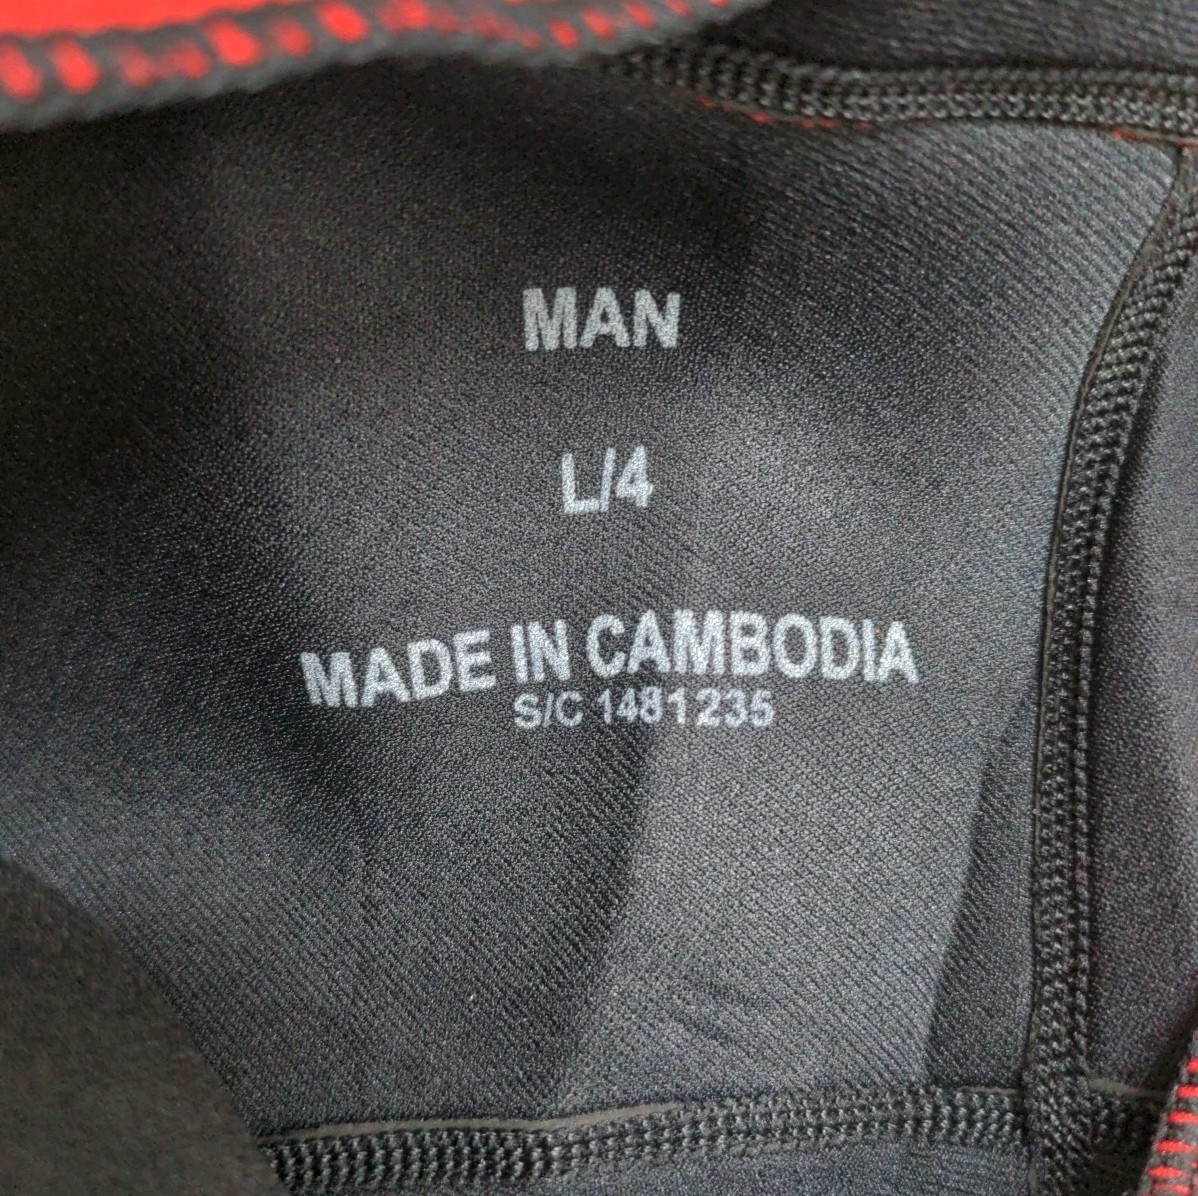 MAN
L/4
MADE IN CAMBODIA
S/C 1481235